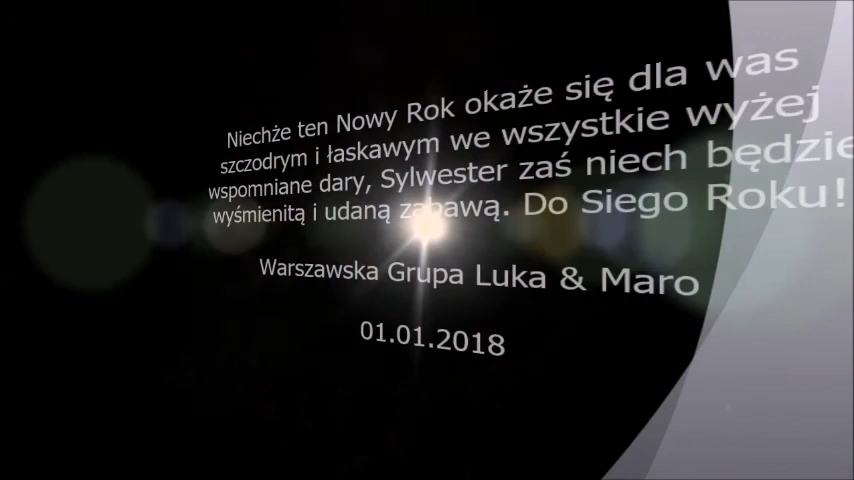 Niechże ten Nowy Rok okaże się dla was
szczodrym i łaskawym we wszystkie wyżej
wspomniane dary, Sylwester zaś niech będzie
wyśmienitą i udaną zabawą. Do Siego Roku!
Warszawska Grupa Luka & Maro
01.01.2018